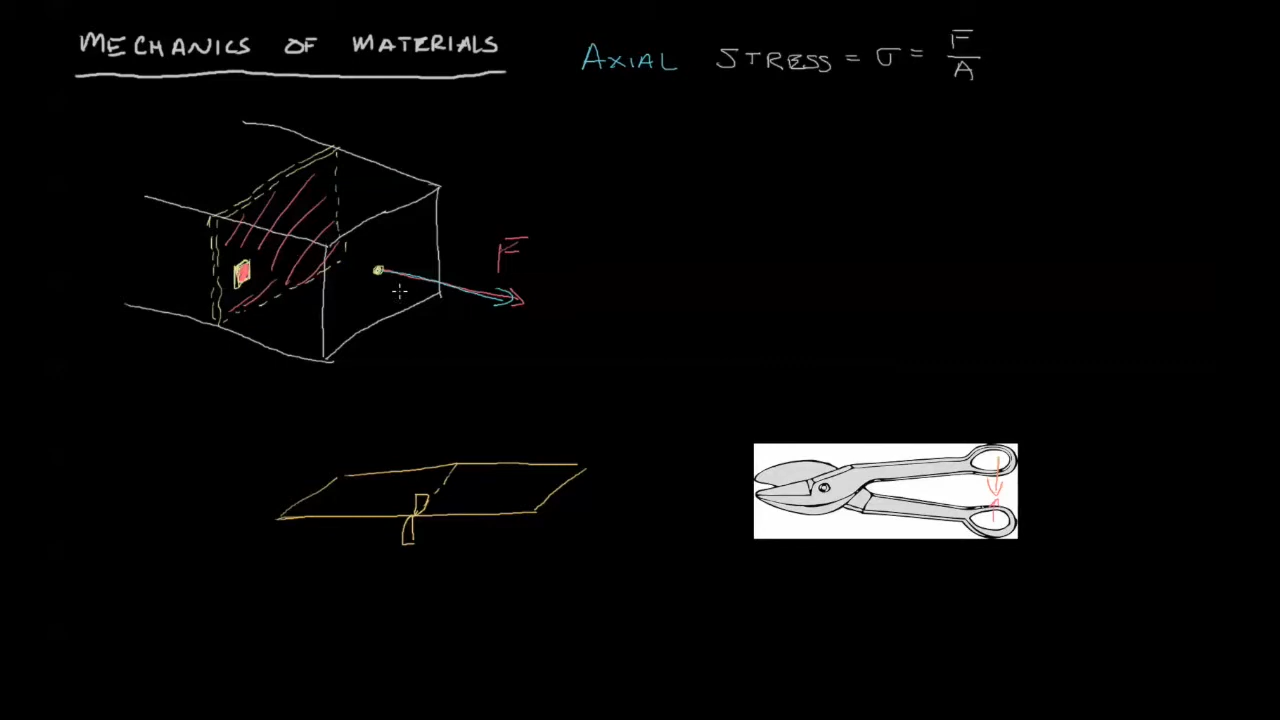 MECHANICS OF MATERIALS
AXIAL STRESS = σ = F/A
F